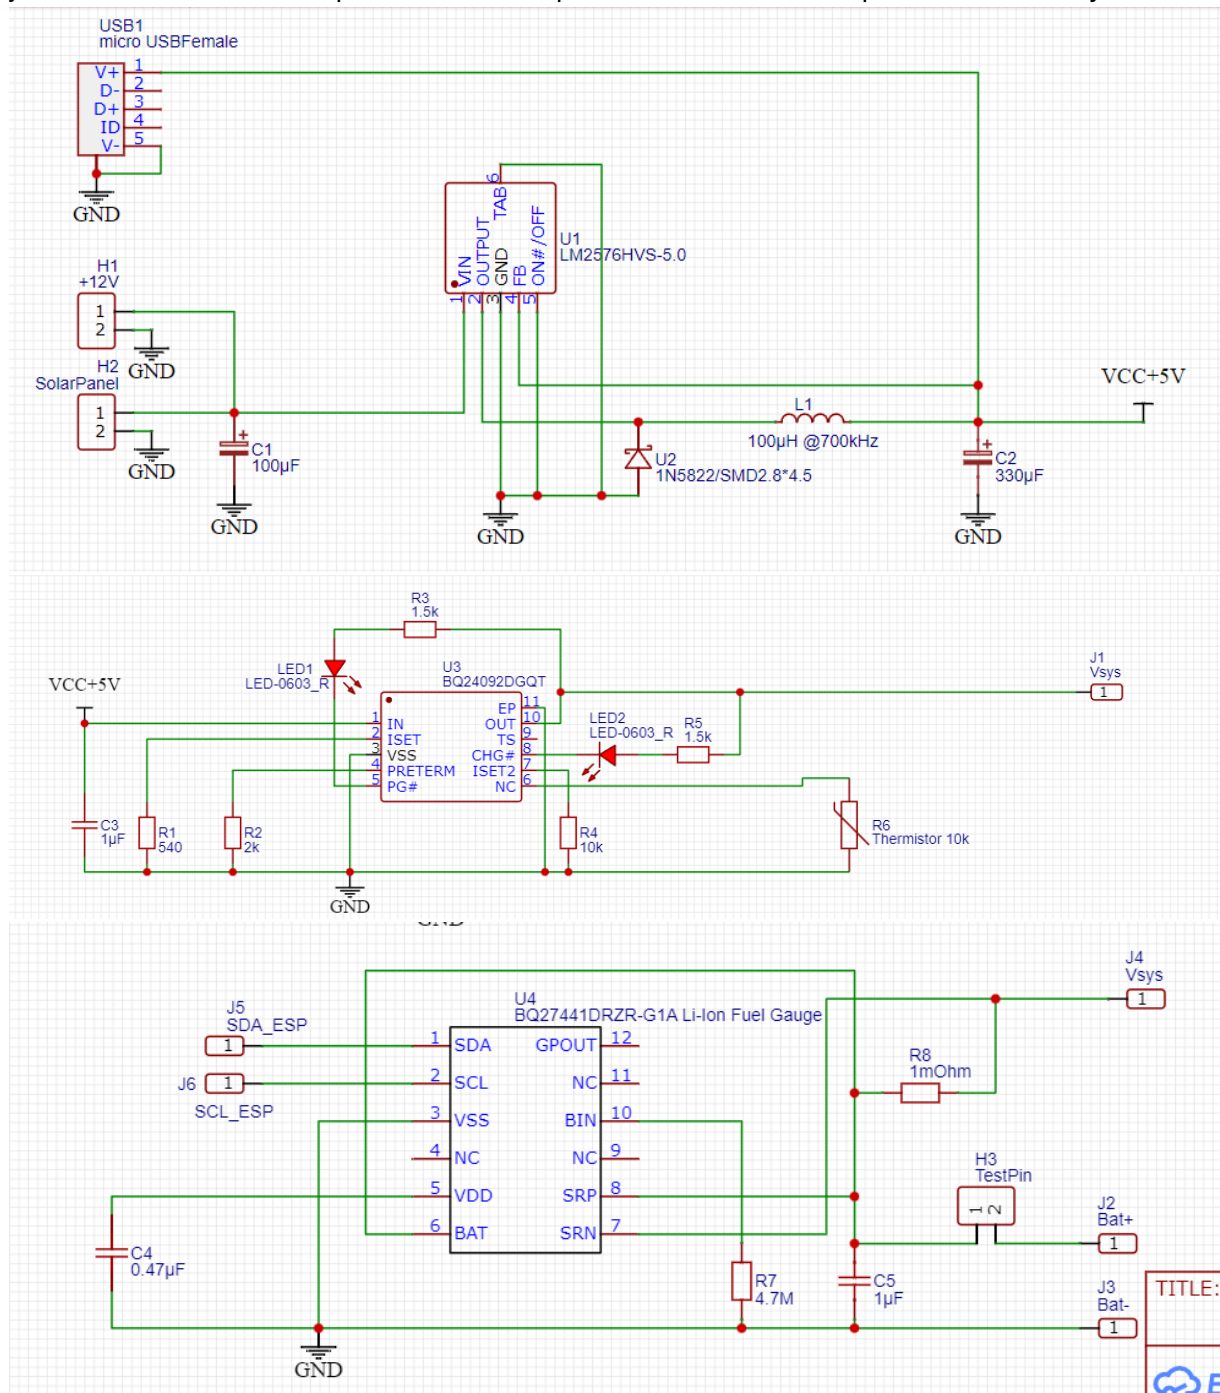 USB1
micro USBFemale
V+ 1
D- 2
D+ 3
ID 4
V- 5
GND
H1
+12V
1
2
GND
H2
SolarPanel
1
2
GND
C1
100μF
GND
TAB 6
VIN 1
OUTPUT 2
GND 3
FB 4
ON#/OFF 5
U1
LM2576HVS-5.0
L1
100μH @700kHz
U2
1N5822/SMD2.8*4.5
GND
VCC+5V
C2
330μF
GND
R3
1.5k
LED1
LED-0603_R
VCC+5V
U3
BQ24092DGQT
1 IN
2 ISET
3 VSS
4 PRETERM
5 PG#
EP 11
OUT 10
TS 9
CHG# 8
ISET2 7
NC 6
LED2
LED-0603_R
R5
1.5k
J1
Vsys
1
C3
1μF
R1
540
R2
2k
R4
10k
R6
Thermistor 10k
GND
J5
SDA_ESP
1
J6
1
SCL_ESP
U4
BQ27441DRZR-G1A Li-Ion Fuel Gauge
1 SDA
2 SCL
3 VSS
4 NC
5 VDD
6 BAT
GPOUT 12
NC 11
BIN 10
NC 9
SRP 8
SRN 7
J4
Vsys
1
R8
1mOhm
H3
TestPin
1
2
J2
Bat+
1
C4
0.47μF
R7
4.7M
C5
1μF
J3
Bat-
1
GND
TITLE: